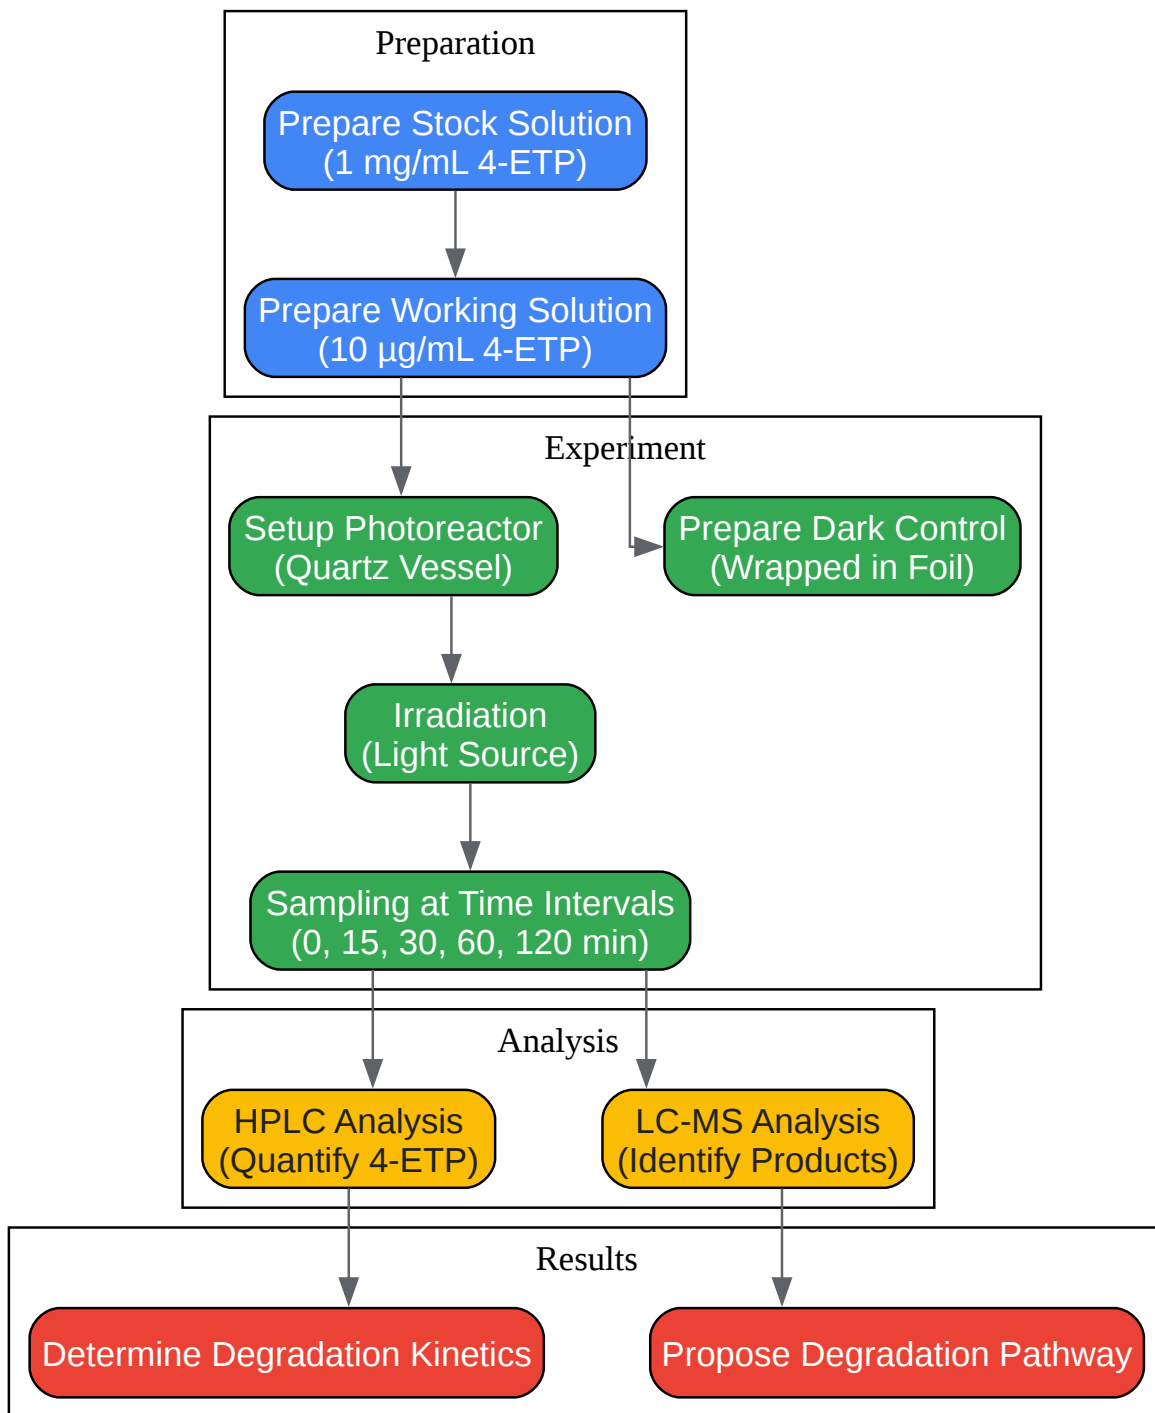 Preparation
Prepare Stock Solution
(1 mg/mL 4-ETP)
Prepare Working Solution
(10 µg/mL 4-ETP)
Experiment
Setup Photoreactor
(Quartz Vessel)
Prepare Dark Control
(Wrapped in Foil)
Irradiation
(Light Source)
Sampling at Time Intervals
(0, 15, 30, 60, 120 min)
Analysis
HPLC Analysis
(Quantify 4-ETP)
LC-MS Analysis
(Identify Products)
Results
Determine Degradation Kinetics
Propose Degradation Pathway